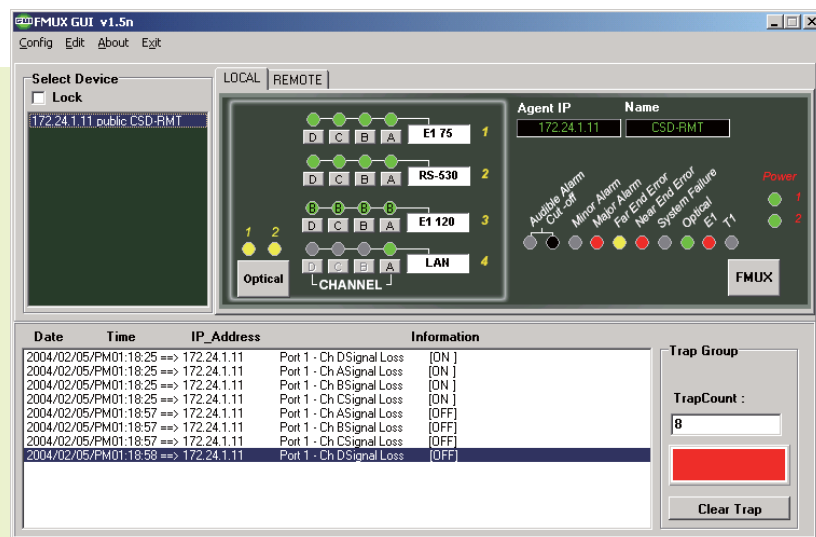 GUI FMUX GUI v1.5n
Config Edit About Exit
Select Device
Lock
172.24.1.11 public CSD-RMT
LOCAL REMOTE
D C B A E1 75 1
D C B A RS-530 2
B B B B
D C B A E1 120 3
D C B A LAN 4
CHANNEL
1 2
Optical
Agent IP Name
172.24.1.11 CSD-RMT
Audible Alarm
Cut-off
Minor Alarm
Major Alarm
Far End Error
Near End Error
System Failure
Optical
E1
T1
Power
1
2
FMUX
Date Time IP_Address Information
2004/02/05/PM01:18:25 ==> 172.24.1.11 Port 1 - Ch DSignal Loss [ON ]
2004/02/05/PM01:18:25 ==> 172.24.1.11 Port 1 - Ch ASignal Loss [ON ]
2004/02/05/PM01:18:25 ==> 172.24.1.11 Port 1 - Ch BSignal Loss [ON ]
2004/02/05/PM01:18:25 ==> 172.24.1.11 Port 1 - Ch CSignal Loss [ON ]
2004/02/05/PM01:18:57 ==> 172.24.1.11 Port 1 - Ch ASignal Loss [OFF]
2004/02/05/PM01:18:57 ==> 172.24.1.11 Port 1 - Ch BSignal Loss [OFF]
2004/02/05/PM01:18:57 ==> 172.24.1.11 Port 1 - Ch CSignal Loss [OFF]
2004/02/05/PM01:18:58 ==> 172.24.1.11 Port 1 - Ch DSignal Loss [OFF]
Trap Group
TrapCount :
8
Clear Trap